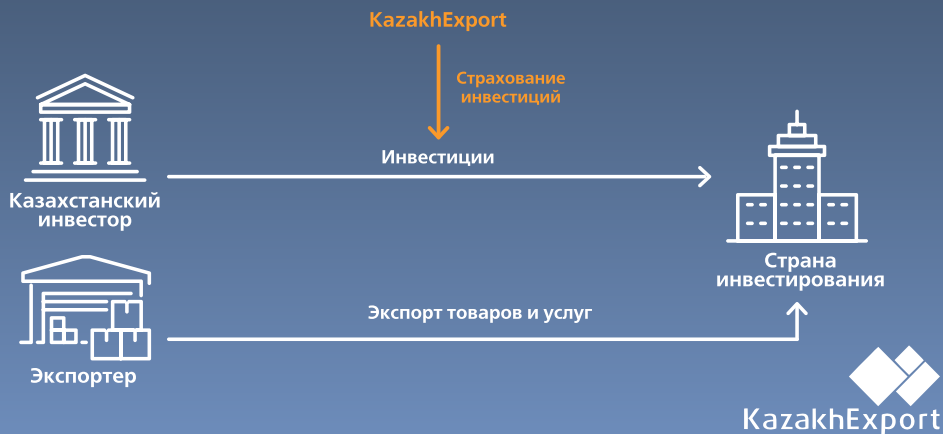 KazakhExport
Страхование
инвестиций
Инвестиции
Казахстанский
инвестор
Страна
инвестирования
Экспорт товаров и услуг
Экспортер
KazakhExport